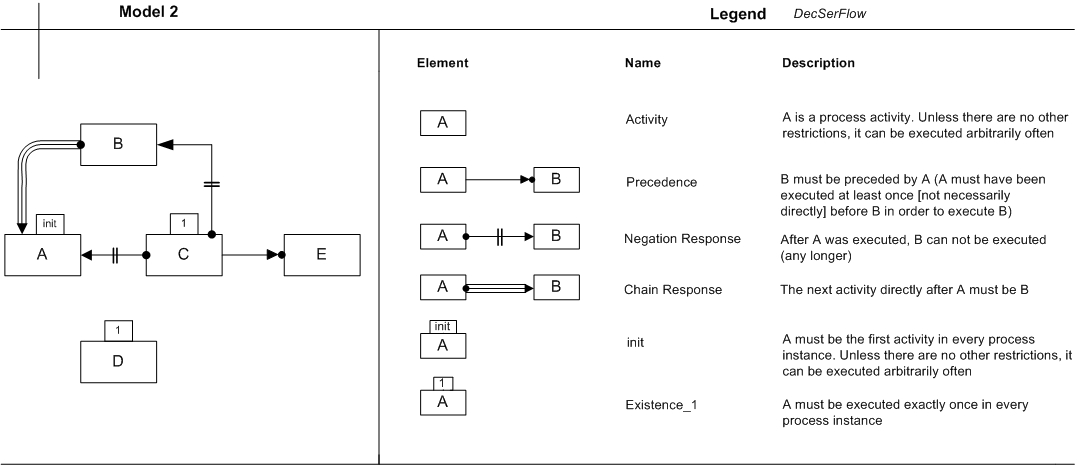 Model 2
B
init
A
1
C
E
1
D
Legend DecSerFlow
Element Name Description
A
Activity
A is a process activity. Unless there are no other
restrictions, it can be executed arbitrarily often
A B
Precedence
B must be preceded by A (A must have been
executed at least once [not necessarily
directly] before B in order to execute B)
A B
Negation Response
After A was executed, B can not be executed
(any longer)
A B
Chain Response
The next activity directly after A must be B
init
A
init
A must be the first activity in every process
instance. Unless there are no other restrictions, it
can be executed arbitrarily often
1
A
Existence_1
A must be executed exactly once in every
process instance